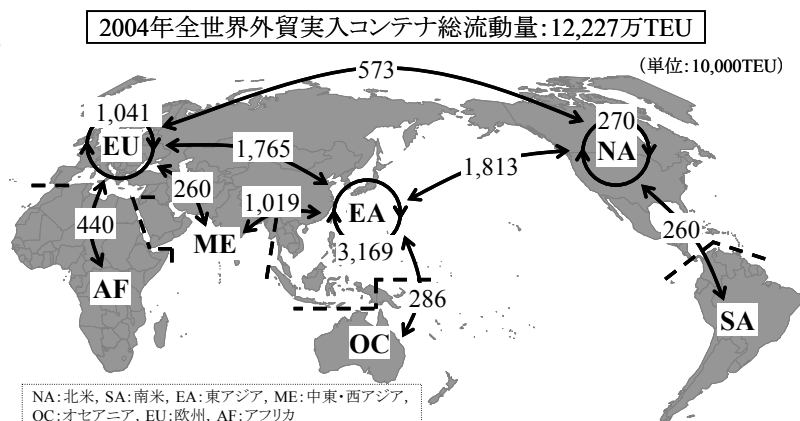 2004年全世界外貿実入コンテナ総流動量：12,227万TEU
（単位：10,000TEU）
573
1,041
EU
270
NA
1,765
1,813
260
1,019
EA
440
ME
3,169
260
AF
286
SA
OC
NA：北米, SA：南米, EA：東アジア, ME：中東・西アジア,
OC：オセアニア, EU：欧州, AF：アフリカ